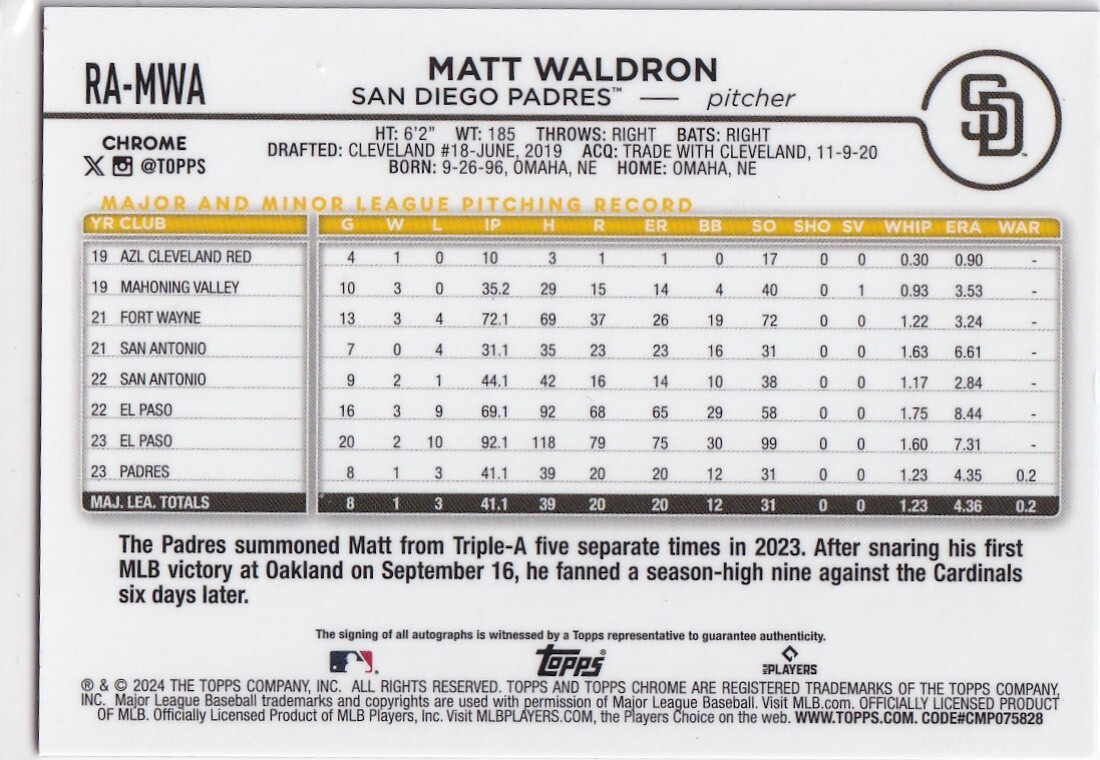 RA-MWA
MATT WALDRON
SAN DIEGO PADRES™ — pitcher
SD
CHROME
X @TOPPS
HT: 6'2" WT: 185 THROWS: RIGHT BATS: RIGHT
DRAFTED: CLEVELAND #18-JUNE, 2019 ACQ: TRADE WITH CLEVELAND, 11-9-20
BORN: 9-26-96, OMAHA, NE HOME: OMAHA, NE
MAJOR AND MINOR LEAGUE PITCHING RECORD
YR CLUB G W L IP H R ER BB SO SHO SV WHIP ERA WAR
19 AZL CLEVELAND RED 4 1 0 10 3 1 1 0 17 0 0 0.30 0.90 -
19 MAHONING VALLEY 10 3 0 35.2 29 15 14 4 40 0 1 0.93 3.53 -
21 FORT WAYNE 13 3 4 72.1 69 37 26 19 72 0 0 1.22 3.24 -
21 SAN ANTONIO 7 0 4 31.1 35 23 23 16 31 0 0 1.63 6.61 -
22 SAN ANTONIO 9 2 1 44.1 42 16 14 10 38 0 0 1.17 2.84 -
22 EL PASO 16 3 9 69.1 92 68 65 29 58 0 0 1.75 8.44 -
23 EL PASO 20 2 10 92.1 118 79 75 30 99 0 0 1.60 7.31 -
23 PADRES 8 1 3 41.1 39 20 20 12 31 0 0 1.23 4.35 0.2
MAJ. LEA. TOTALS 8 1 3 41.1 39 20 20 12 31 0 0 1.23 4.36 0.2
The Padres summoned Matt from Triple-A five separate times in 2023. After snaring his first
MLB victory at Oakland on September 16, he fanned a season-high nine against the Cardinals
six days later.
The signing of all autographs is witnessed by a Topps representative to guarantee authenticity.
Topps®
MLB PLAYERS
® & © 2024 THE TOPPS COMPANY, INC. ALL RIGHTS RESERVED. TOPPS AND TOPPS CHROME ARE REGISTERED TRADEMARKS OF THE TOPPS COMPANY,
INC. Major League Baseball trademarks and copyrights are used with permission of Major League Baseball. Visit MLB.com. OFFICIALLY LICENSED PRODUCT
OF MLB. Officially Licensed Product of MLB Players, Inc. Visit MLBPLAYERS.COM, the Players Choice on the web. WWW.TOPPS.COM. CODE#CMP075828